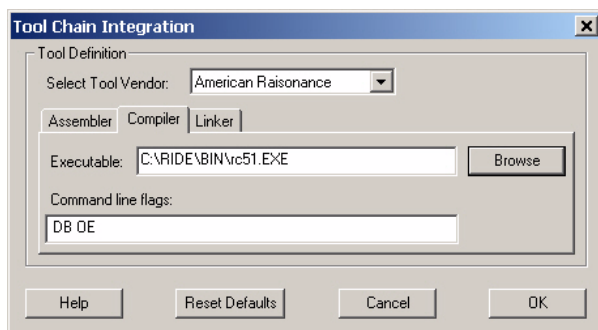 Tool Chain Integration
Tool Definition
Select Tool Vendor: American Raisonance
Assembler Compiler Linker
Executable: C:\RIDE\BIN\rc51.EXE Browse
Command line flags:
DB OE
Help Reset Defaults Cancel OK